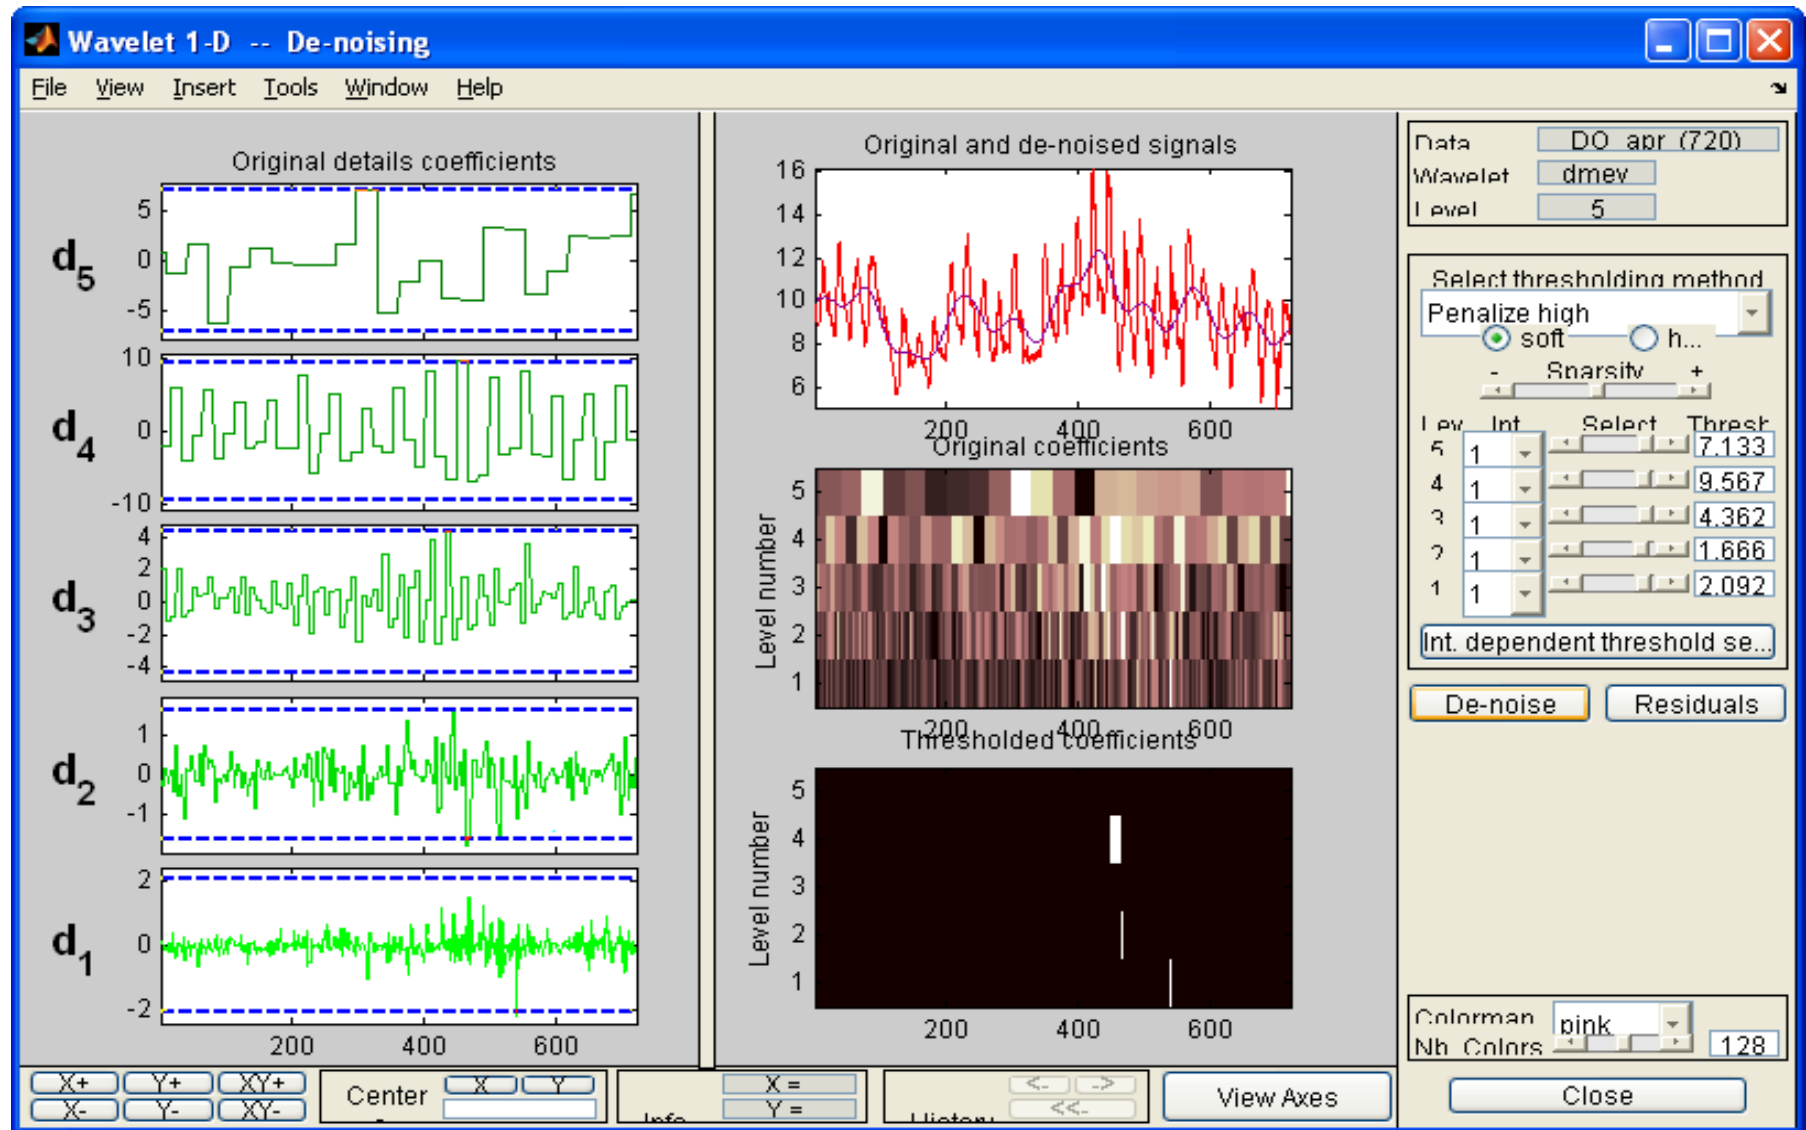 Wavelet 1-D -- De-noising
File View Insert Tools Window Help
Original details coefficients
d5
5
0
-5
d4
10
0
-10
d3
4
2
0
-2
-4
d2
1
0
-1
d1
2
0
-2
200 400 600
Original and de-noised signals
16
14
12
10
8
6
200 400 600
Original coefficients
Level number
5
4
3
2
1
200 400 600
Thresholded coefficients
Level number
5
4
3
2
1
200 400 600
Data DO_apr (720)
Wavelet dmey
Level 5
Select thresholding method
Penalize high
soft h...
- Sparsity +
Lev Int Select Thresh
5 1 7.133
4 1 9.567
3 1 4.362
2 1 1.666
1 1 2.092
Int. dependent threshold se...
De-noise Residuals
Colormap pink
Nb. Colors 128
Close
X+ Y+ XY+
X- Y- XY-
Center X Y
Info X =
Y =
History <- ->
<<-
View Axes